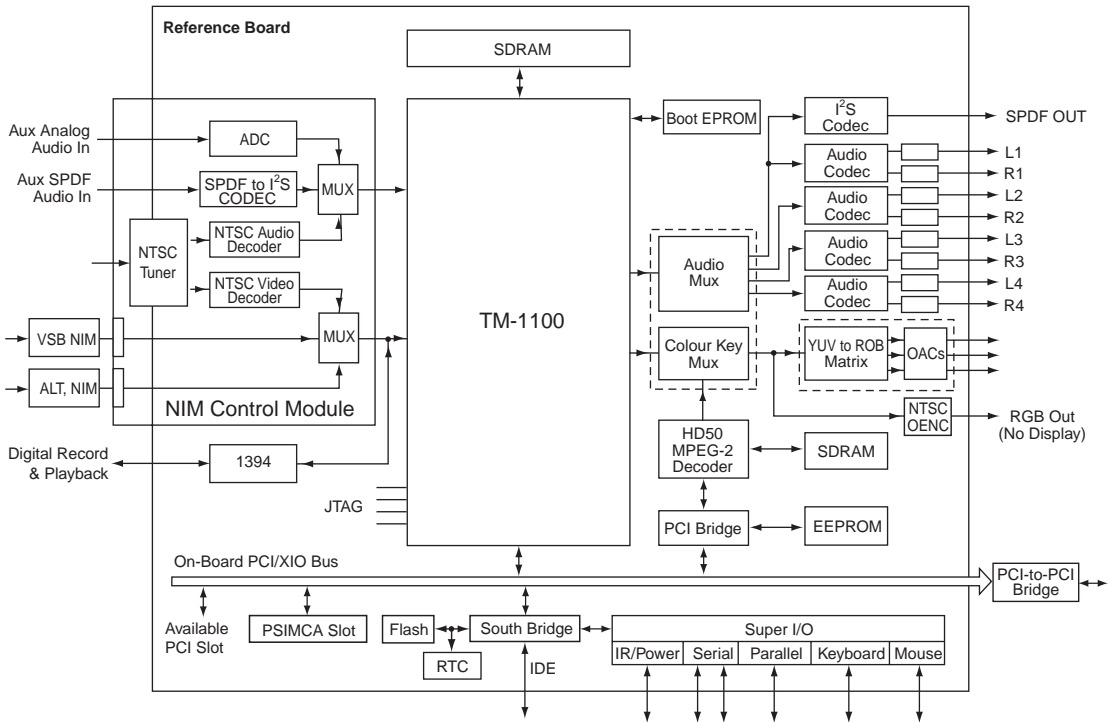 Reference Board
SDRAM
Aux Analog
Audio In
ADC
Aux SPDF
Audio In
SPDF to I²S
CODEC
MUX
NTSC
Tuner
NTSC Audio
Decoder
NTSC Video
Decoder
VSB NIM
MUX
ALT, NIM
NIM Control Module
Digital Record
& Playback
1394
JTAG
TM-1100
Boot EPROM
I²S
Codec
SPDF OUT
Audio
Codec
L1
R1
Audio
Codec
L2
R2
Audio
Codec
L3
R3
Audio
Codec
L4
R4
Audio
Mux
Colour Key
Mux
YUV to ROB
Matrix
OACs
NTSC
OENC
RGB Out
(No Display)
HD50
MPEG-2
Decoder
SDRAM
PCI Bridge
EEPROM
On-Board PCI/XIO Bus
PCI-to-PCI
Bridge
Available
PCI Slot
PSIMCA Slot
Flash
RTC
South Bridge
IDE
Super I/O
IR/Power
Serial
Parallel
Keyboard
Mouse